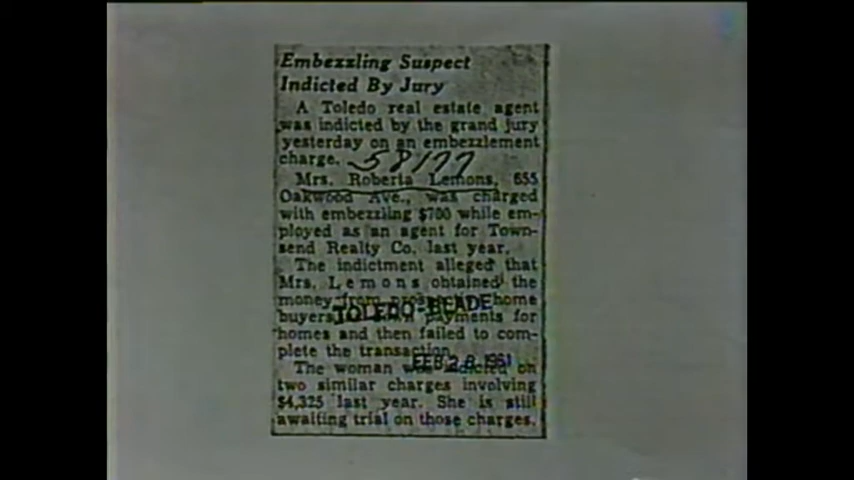 Embezzling Suspect
Indicted By Jury
A Toledo real estate agent
was indicted by the grand jury
yesterday on an embezzlement
charge. 58177
Mrs. Roberta Lemons, 655
Oakwood Ave., was charged
with embezzling $700 while em-
ployed as an agent for Town-
send Realty Co. last year.
The indictment alleged that
Mrs. Lemons obtained the
money from prospective home
buyers as down payments for
TOLEDO-BLADE
homes and then failed to com-
plete the transaction.
FEB 28 1961
The woman was indicted on
two similar charges involving
$4,325 last year. She is still
awaiting trial on those charges.